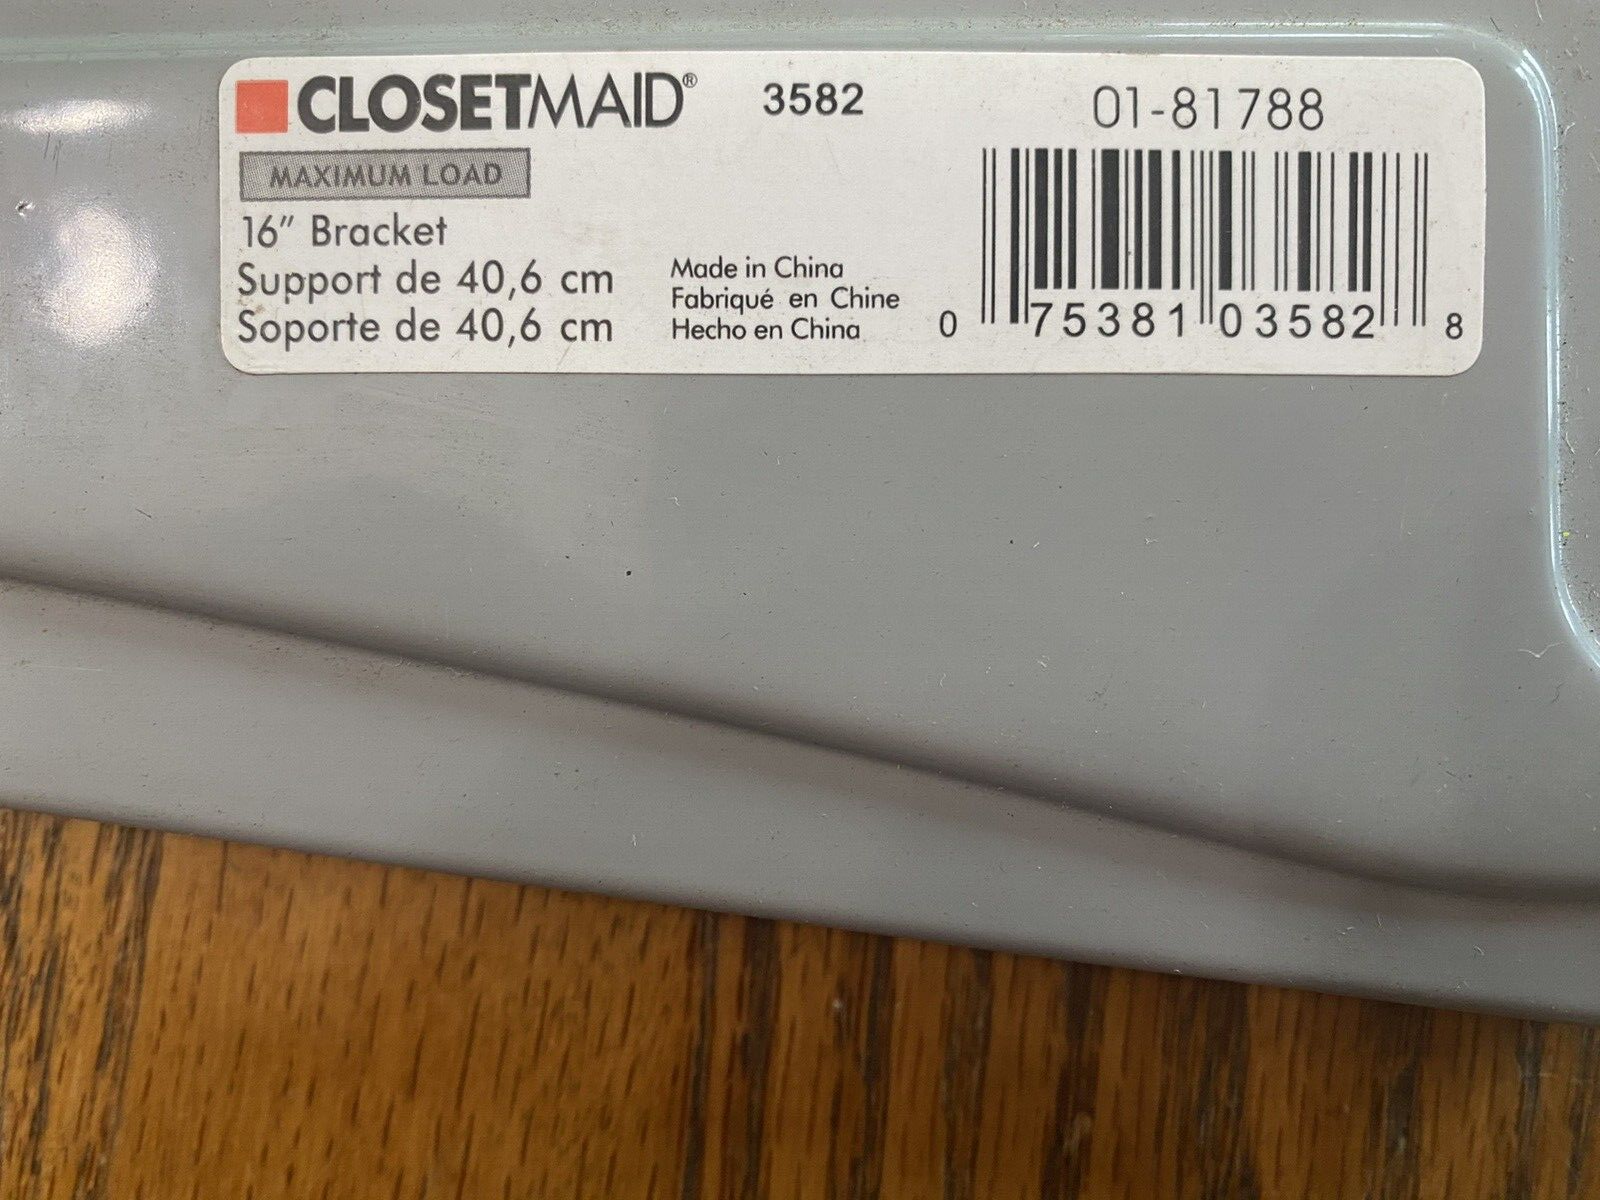 CLOSETMAID® 3582 01-81788
MAXIMUM LOAD
16" Bracket
Support de 40,6 cm
Soporte de 40,6 cm
Made in China
Fabriqué en Chine
Hecho en China
0 75381 03582 8